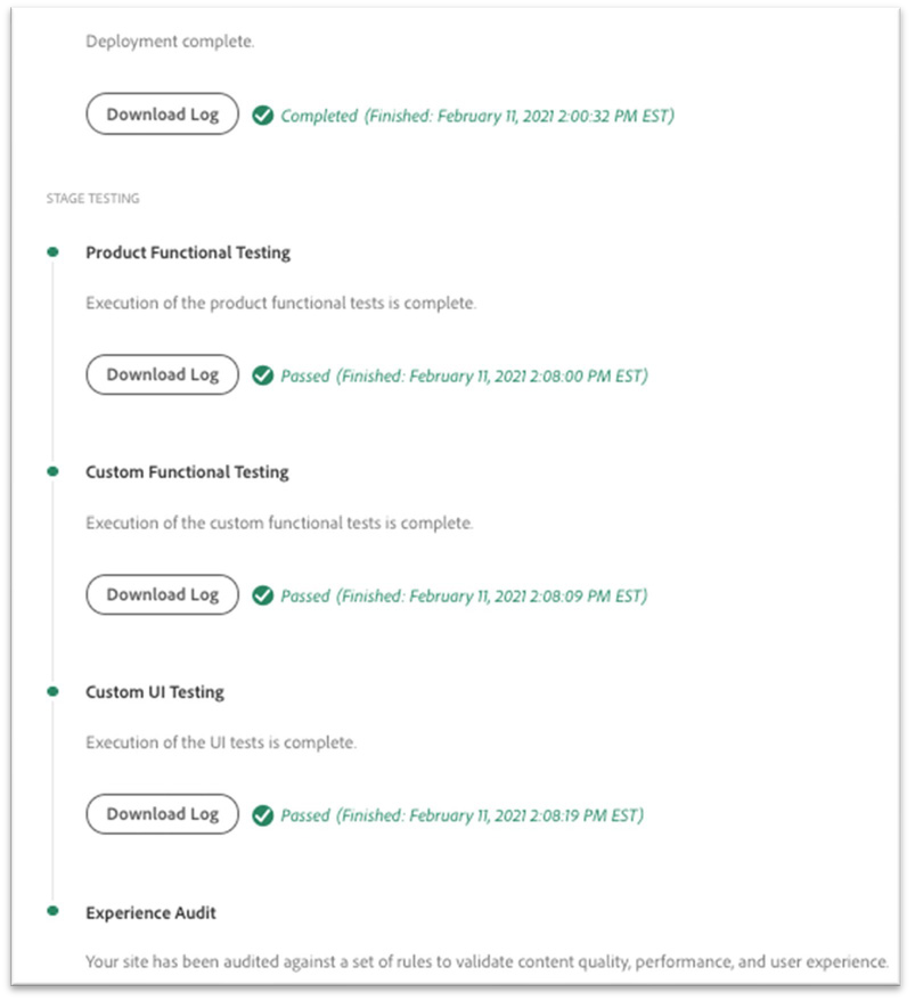 Deployment complete.
Download Log Completed (Finished: February 11, 2021 2:00:32 PM EST)
STAGE TESTING
Product Functional Testing
Execution of the product functional tests is complete.
Download Log Passed (Finished: February 11, 2021 2:08:00 PM EST)
Custom Functional Testing
Execution of the custom functional tests is complete.
Download Log Passed (Finished: February 11, 2021 2:08:09 PM EST)
Custom UI Testing
Execution of the UI tests is complete.
Download Log Passed (Finished: February 11, 2021 2:08:19 PM EST)
Experience Audit
Your site has been audited against a set of rules to validate content quality, performance, and user experience.